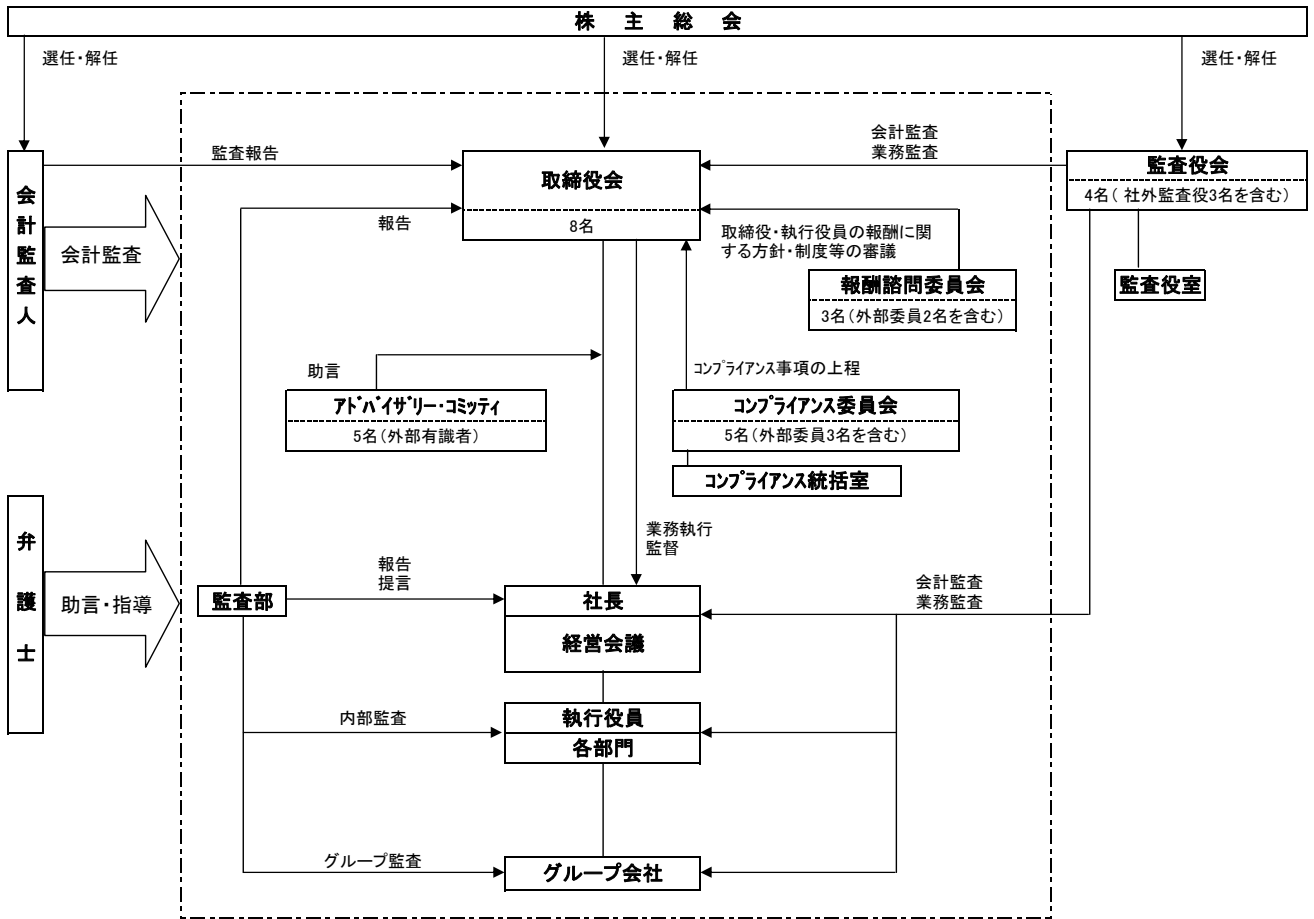 株 主 総 会
選任・解任
選任・解任
選任・解任
会計監査人
会計監査
監査報告
取締役会
8名
会計監査
業務監査
監査役会
4名( 社外監査役3名を含む)
監査役室
報告
取締役・執行役員の報酬に関
する方針・制度等の審議
報酬諮問委員会
3名(外部委員2名を含む)
助言
アドバイザリー・コミッティ
5名(外部有識者)
コンプライアンス事項の上程
コンプライアンス委員会
5名(外部委員3名を含む)
コンプライアンス統括室
弁護士
助言・指導
業務執行
監督
監査部
報告
提言
社長
経営会議
会計監査
業務監査
内部監査
執行役員
各部門
グループ監査
グループ会社